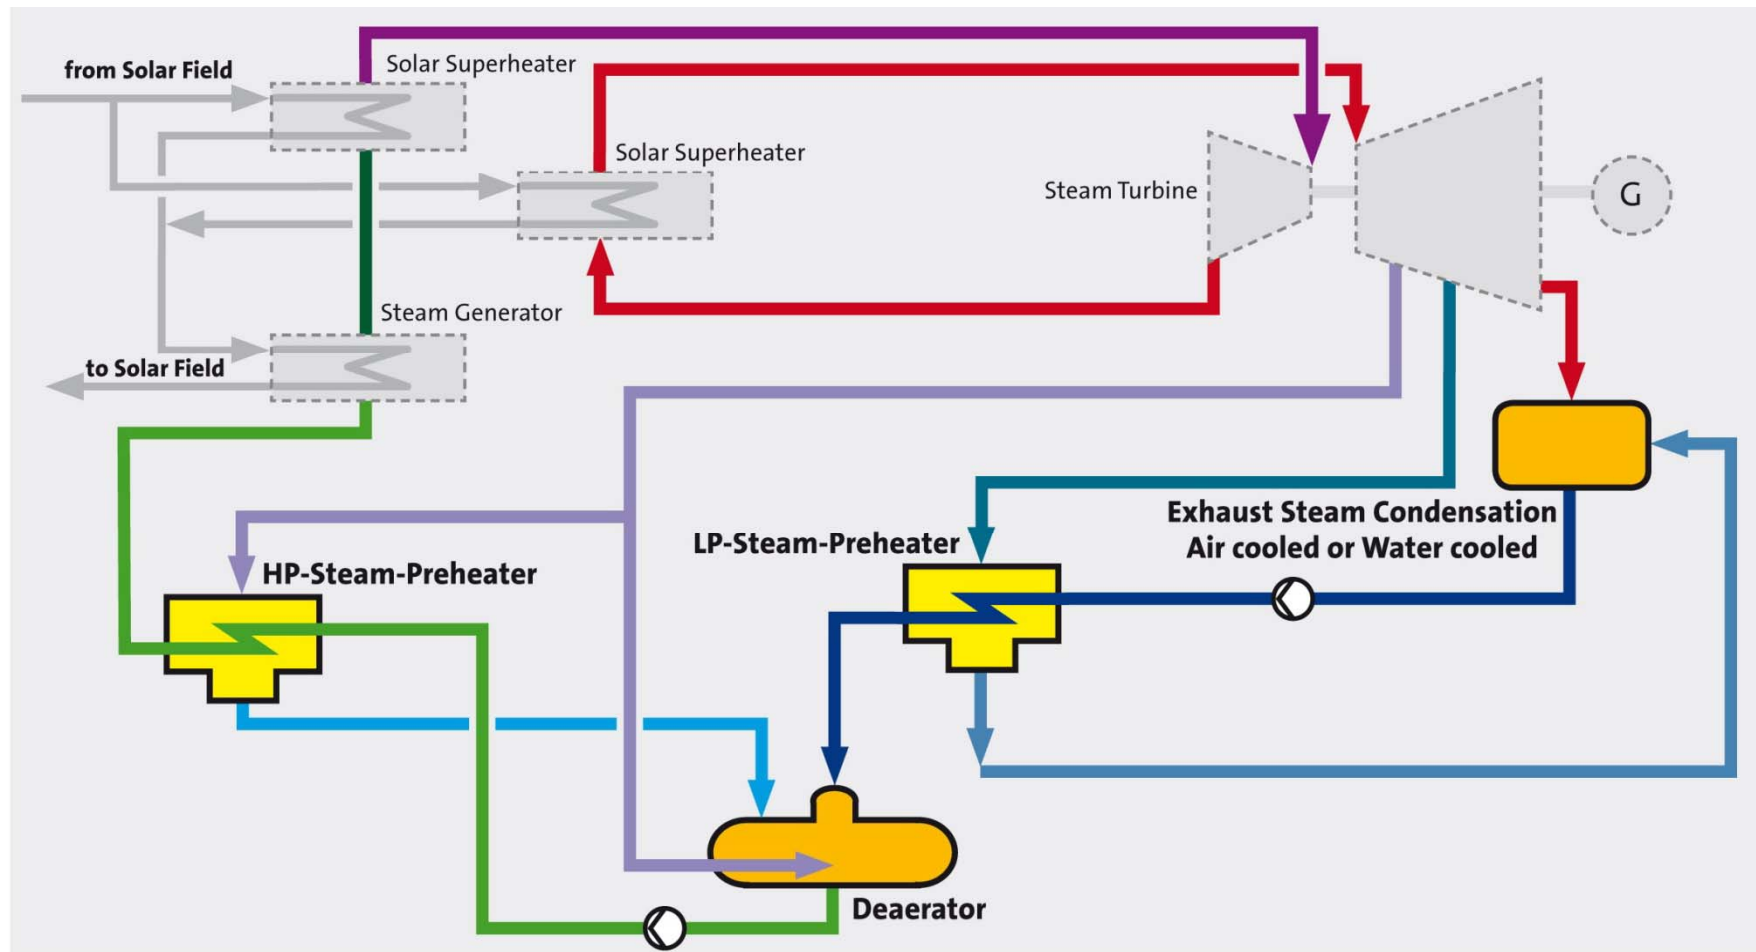 from Solar Field
Solar Superheater
Solar Superheater
Steam Turbine
G
Steam Generator
to Solar Field
Exhaust Steam Condensation
Air cooled or Water cooled
LP-Steam-Preheater
HP-Steam-Preheater
Deaerator